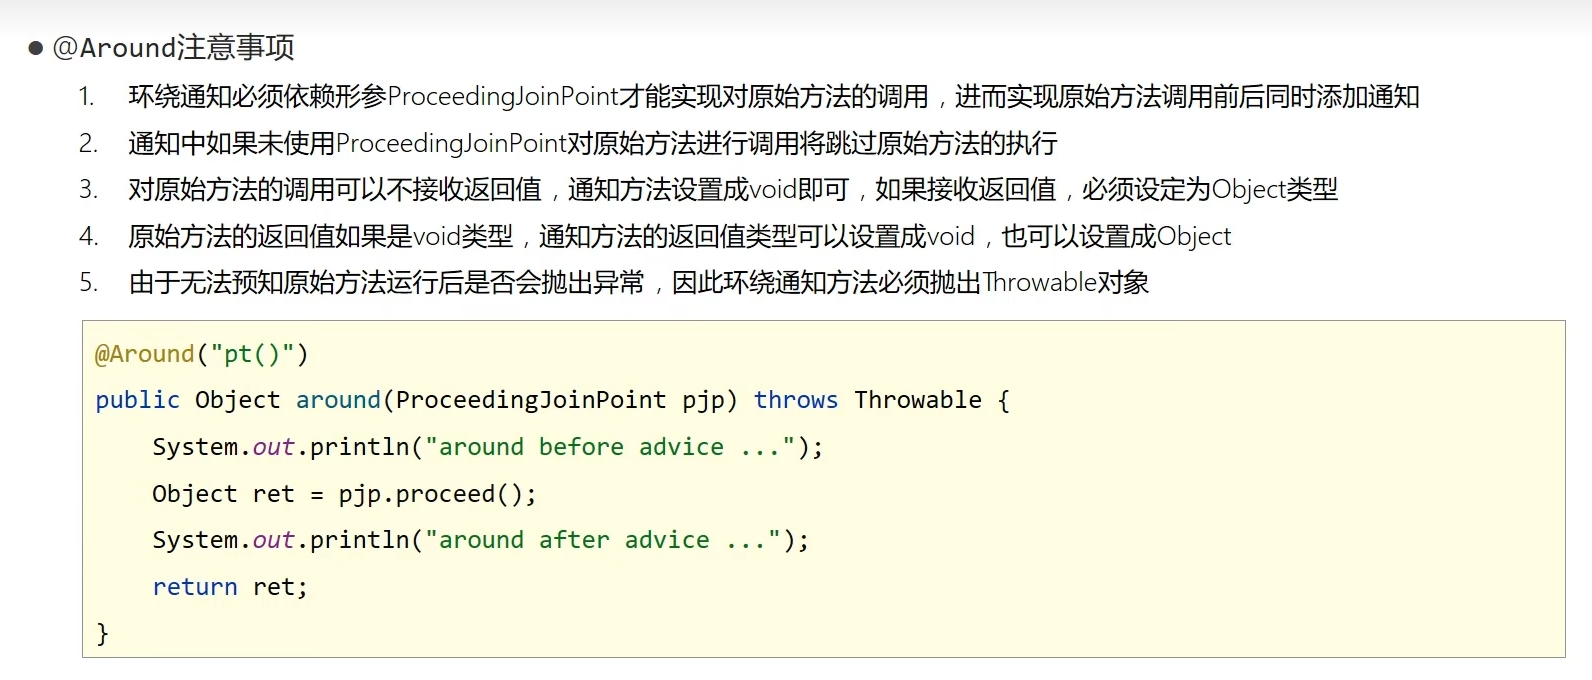 ● @Around注意事项
1. 环绕通知必须依赖形参ProceedingJoinPoint才能实现对原始方法的调用，进而实现原始方法调用前后同时添加通知
2. 通知中如果未使用ProceedingJoinPoint对原始方法进行调用将跳过原始方法的执行
3. 对原始方法的调用可以不接收返回值，通知方法设置成void即可，如果接收返回值，必须设定为Object类型
4. 原始方法的返回值如果是void类型，通知方法的返回值类型可以设置成void，也可以设置成Object
5. 由于无法预知原始方法运行后是否会抛出异常，因此环绕通知方法必须抛出Throwable对象
@Around("pt()")
public Object around(ProceedingJoinPoint pjp) throws Throwable {
    System.out.println("around before advice ...");
    Object ret = pjp.proceed();
    System.out.println("around after advice ...");
    return ret;
}